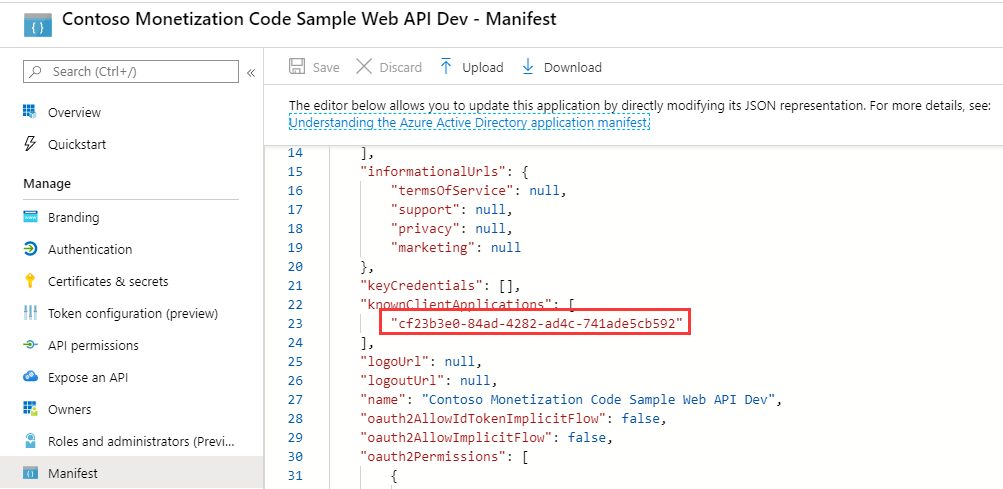 Contoso Monetization Code Sample Web API Dev - Manifest
Search (Ctrl+/)
«
Overview
Quickstart
Manage
Branding
Authentication
Certificates & secrets
Token configuration (preview)
API permissions
Expose an API
Owners
Roles and administrators (Previ...
Manifest
Save Discard Upload Download
The editor below allows you to update this application by directly modifying its JSON representation. For more details, see:
Understanding the Azure Active Directory application manifest.
14 ],
15 "informationalUrls": {
16 "termsOfService": null,
17 "support": null,
18 "privacy": null,
19 "marketing": null
20 },
21 "keyCredentials": [],
22 "knownClientApplications": [
23 "cf23b3e0-84ad-4282-ad4c-741ade5cb592"
24 ],
25 "logoUrl": null,
26 "logoutUrl": null,
27 "name": "Contoso Monetization Code Sample Web API Dev",
28 "oauth2AllowIdTokenImplicitFlow": false,
29 "oauth2AllowImplicitFlow": false,
30 "oauth2Permissions": [
31 {